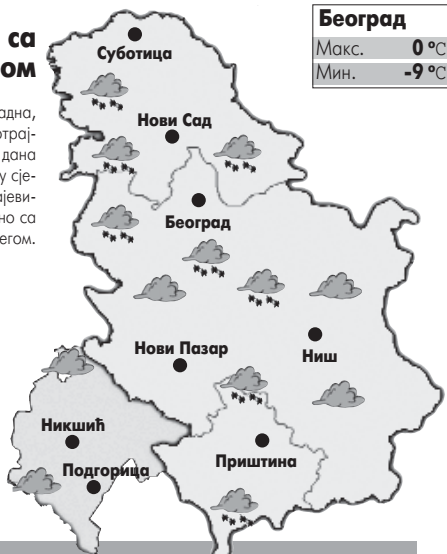 са
ом
адна,
отрај-
дана
у сје-
ајеви-
но са
егом.
Београд
Макс. 0 °C
Мин. -9 °C
Суботица
Нови Сад
Београд
Нови Пазар
Ниш
Никшић
Подгорица
Приштина